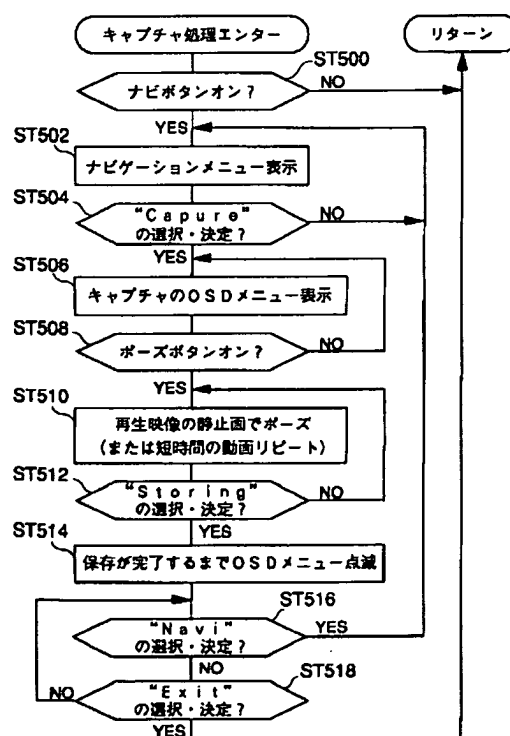 キャプチャ処理エンター
リターン
ST500
ナビボタンオン?
NO
YES
ST502
ナビゲーションメニュー表示
ST504
“Capure”
の選択・決定?
NO
YES
ST506
キャプチャのOSDメニュー表示
ST508
ポーズボタンオン?
NO
YES
ST510
再生映像の静止画でポーズ
(または短時間の動画リピート)
ST512
“Storing”
の選択・決定?
NO
YES
ST514
保存が完了するまでOSDメニュー点滅
ST516
“Navi”
の選択・決定?
YES
NO
ST518
“Exit”
の選択・決定?
NO
YES